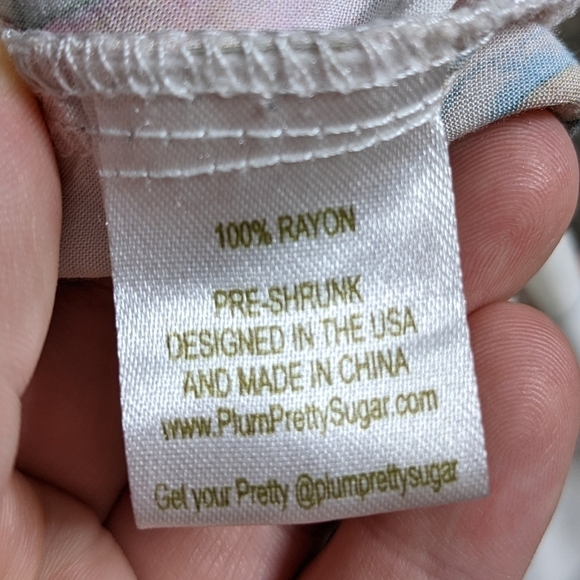 100% RAYON
PRE-SHRUNK
DESIGNED IN THE USA
AND MADE IN CHINA
www.PlumPrettySugar.com
Get your Pretty @plumprettysugar